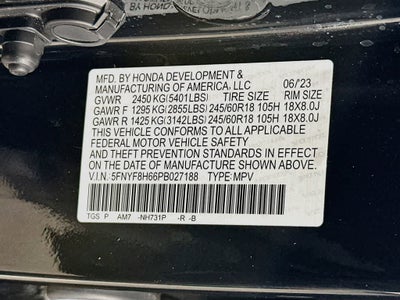 MFD. BY HONDA DEVELOPMENT &
MANUFACTURING OF AMERICA, LLC 06/23
GVWR 2450 KG(5401LBS) TIRE SIZE RIM SIZE
GAWR F 1295 KG(2855LBS) 245/60R18 105H 18X8.0J
GAWR R 1425 KG(3142LBS) 245/60R18 105H 18X8.0J
THIS VEHICLE CONFORMS TO ALL APPLICABLE
FEDERAL MOTOR VEHICLE SAFETY
AND THEFT PREVENTION STANDARDS IN EFFECT ON THE
DATE OF MANUFACTURE SHOWN ABOVE.
V.I.N: 5FNYF8H66PB027188 TYPE: MPV
TGS P AM7 -NH731P -R -B